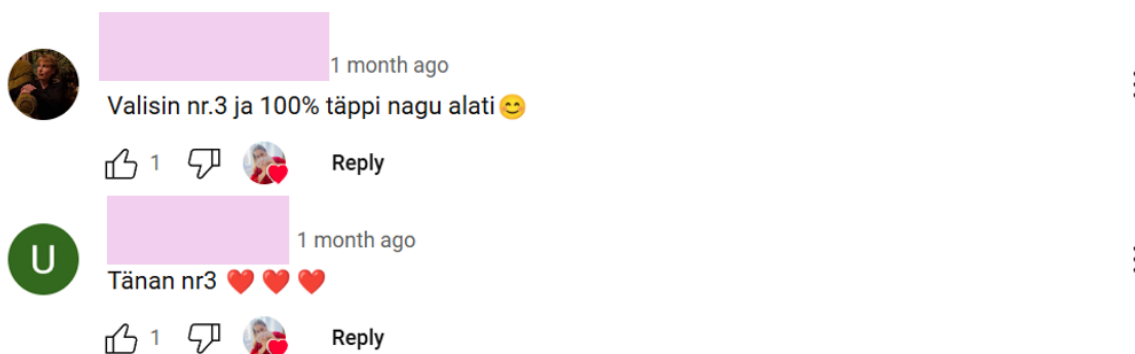 1 month ago
Valisin nr.3 ja 100% täppi nagu alati😊
1 Reply
U
1 month ago
Tänan nr3 ❤️ ❤️ ❤️
1 Reply